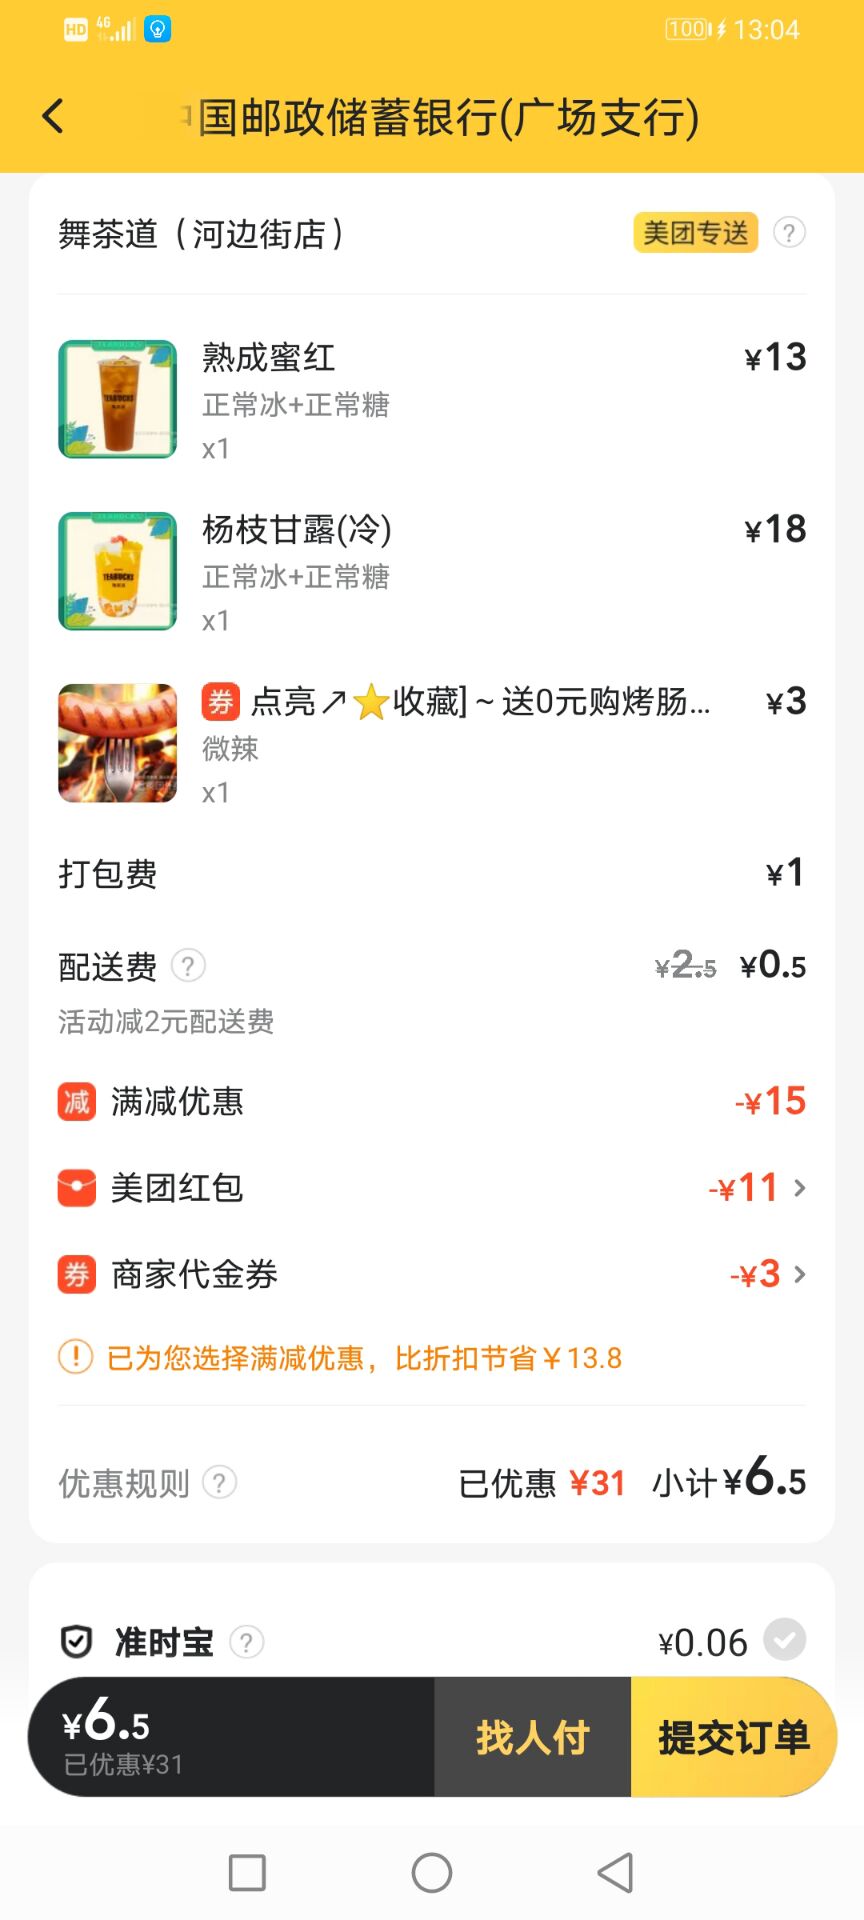 HD 4G 100 13:04
国邮政储蓄银行(广场支行)
舞茶道（河边街店）
美团专送 ?
熟成蜜红 ¥13
正常冰+正常糖
x1
杨枝甘露(冷) ¥18
正常冰+正常糖
x1
券 点亮↗⭐收藏]～送0元购烤肠... ¥3
微辣
x1
打包费 ¥1
配送费 ? ¥2.5 ¥0.5
活动减2元配送费
减 满减优惠 -¥15
美团红包 -¥11 >
券 商家代金券 -¥3 >
! 已为您选择满减优惠，比折扣节省￥13.8
优惠规则 ? 已优惠 ¥31 小计¥6.5
准时宝 ? ¥0.06
¥6.5
已优惠¥31
找人付
提交订单
TEABUCKS
TEABUCKS